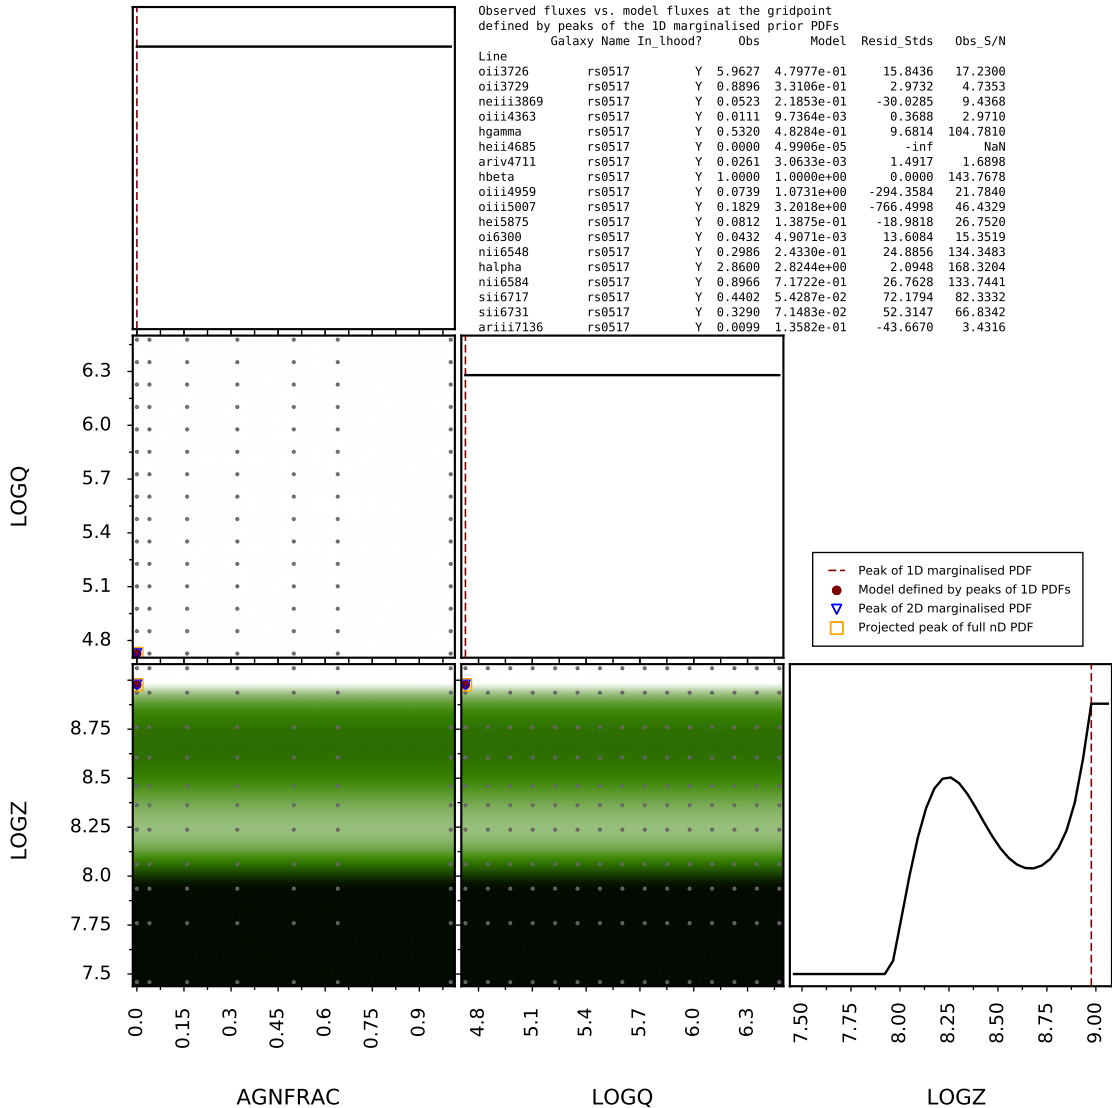 Observed fluxes vs. model fluxes at the gridpoint
defined by peaks of the 1D marginalised prior PDFs
Galaxy Name In_lhood? Obs Model Resid_Stds Obs_S/N
Line
oii3726 rs0517 Y 5.9627 4.7977e-01 15.8436 17.2300
oii3729 rs0517 Y 0.8896 3.3106e-01 2.9732 4.7353
neiii3869 rs0517 Y 0.0523 2.1853e-01 -30.0285 9.4368
oiii4363 rs0517 Y 0.0111 9.7364e-03 0.3688 2.9710
hgamma rs0517 Y 0.5320 4.8284e-01 9.6814 104.7810
heii4685 rs0517 Y 0.0000 4.9906e-05 -inf NaN
ariv4711 rs0517 Y 0.0261 3.0633e-03 1.4917 1.6898
hbeta rs0517 Y 1.0000 1.0000e+00 0.0000 143.7678
oiii4959 rs0517 Y 0.0739 1.0731e+00 -294.3584 21.7840
oiii5007 rs0517 Y 0.1829 3.2018e+00 -766.4998 46.4329
hei5875 rs0517 Y 0.0812 1.3875e-01 -18.9818 26.7520
oi6300 rs0517 Y 0.0432 4.9071e-03 13.6084 15.3519
nii6548 rs0517 Y 0.2986 2.4330e-01 24.8856 134.3483
halpha rs0517 Y 2.8600 2.8244e+00 2.0948 168.3204
nii6584 rs0517 Y 0.8966 7.1722e-01 26.7628 133.7441
sii6717 rs0517 Y 0.4402 5.4287e-02 72.1794 82.3332
sii6731 rs0517 Y 0.3290 7.1483e-02 52.3147 66.8342
ariii7136 rs0517 Y 0.0099 1.3582e-01 -43.6670 3.4316
LOGQ
6.3
6.0
5.7
5.4
5.1
4.8
Peak of 1D marginalised PDF
Model defined by peaks of 1D PDFs
Peak of 2D marginalised PDF
Projected peak of full nD PDF
LOGZ
8.75
8.5
8.25
8.0
7.75
7.5
0.0 0.15 0.3 0.45 0.6 0.75 0.9
4.8 5.1 5.4 5.7 6.0 6.3
7.50 7.75 8.00 8.25 8.50 8.75 9.00
AGNFRAC LOGQ LOGZ